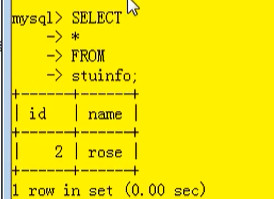 mysql> SELECT
    -> *
    -> FROM
    -> stuinfo;
+------+------+
| id   | name |
+------+------+
|    2 | rose |
+------+------+
1 row in set (0.00 sec)